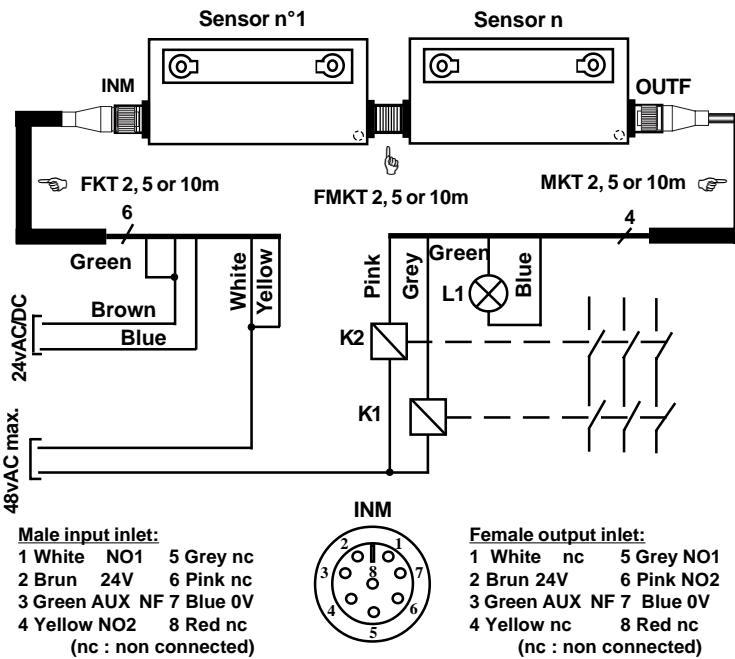 Sensor n°1
Sensor n
INM
OUTF
FKT 2, 5 or 10m
FMKT 2, 5 or 10m
MKT 2, 5 or 10m
6
4
Green
White
Yellow
Pink
Grey
Green
Blue
L1
Brown
Blue
24vAC/DC
K2
K1
48vAC max.
INM
Male input inlet:
1 White NO1 5 Grey nc
2 Brun 24V 6 Pink nc
3 Green AUX NF 7 Blue 0V
4 Yellow NO2 8 Red nc
(nc : non connected)
2 1
3 8 7
4 6
5
Female output inlet:
1 White nc 5 Grey NO1
2 Brun 24V 6 Pink NO2
3 Green AUX NF 7 Blue 0V
4 Yellow nc 8 Red nc
(nc : non connected)